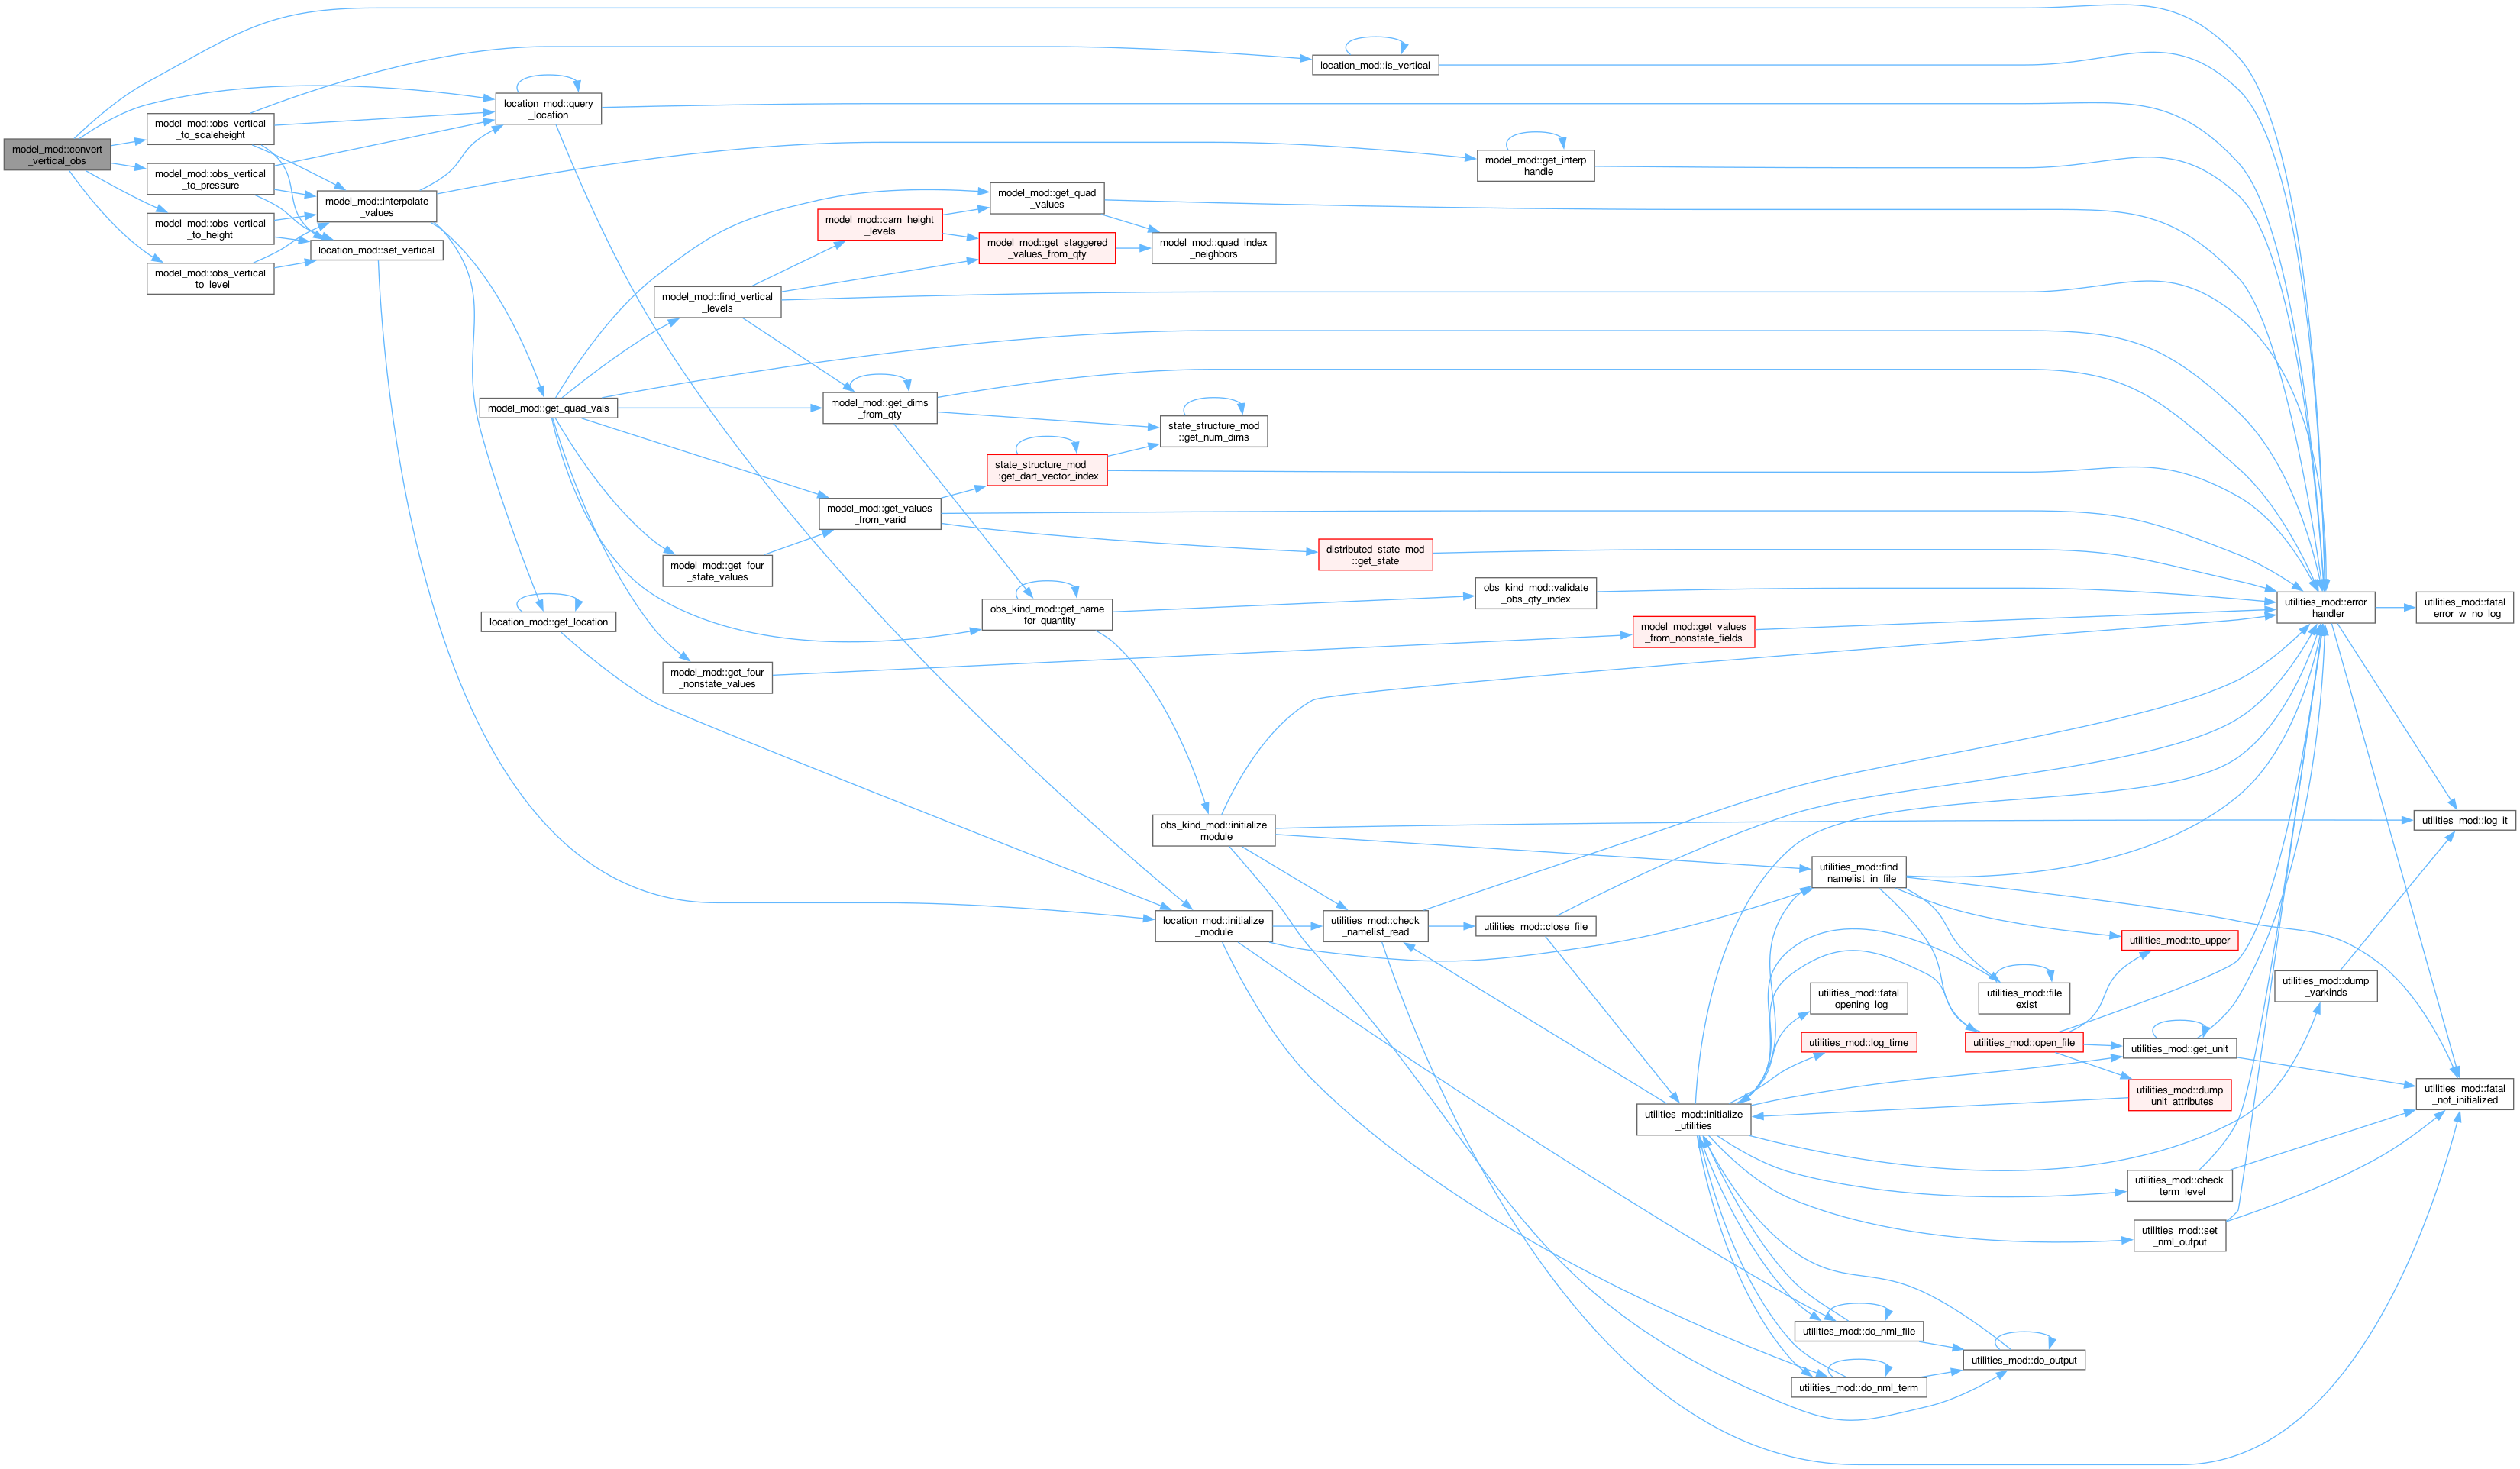 model_mod::convert
_vertical_obs
model_mod::obs_vertical
_to_scaleheight
model_mod::obs_vertical
_to_pressure
model_mod::obs_vertical
_to_height
model_mod::obs_vertical
_to_level
model_mod::interpolate
_values
location_mod::set_vertical
location_mod::query
_location
model_mod::get_quad_vals
location_mod::get_location
model_mod::find_vertical
_levels
model_mod::get_four
_state_values
model_mod::get_four
_nonstate_values
model_mod::cam_height
_levels
model_mod::get_dims
_from_qty
model_mod::get_values
_from_varid
model_mod::get_quad
_values
model_mod::get_staggered
_values_from_qty
state_structure_mod
::get_dart_vector_index
obs_kind_mod::get_name
_for_quantity
model_mod::quad_index
_neighbors
state_structure_mod
::get_num_dims
obs_kind_mod::initialize
_module
location_mod::initialize
_module
location_mod::is_vertical
distributed_state_mod
::get_state
utilities_mod::check
_namelist_read
model_mod::get_interp
_handle
obs_kind_mod::validate
_obs_qty_index
utilities_mod::close_file
model_mod::get_values
_from_nonstate_fields
utilities_mod::initialize
_utilities
utilities_mod::find
_namelist_in_file
utilities_mod::fatal
_opening_log
utilities_mod::log_time
utilities_mod::do_nml_file
utilities_mod::do_nml_term
utilities_mod::file
_exist
utilities_mod::open_file
utilities_mod::do_output
utilities_mod::to_upper
utilities_mod::get_unit
utilities_mod::dump
_unit_attributes
utilities_mod::check
_term_level
utilities_mod::set
_nml_output
utilities_mod::error
_handler
utilities_mod::dump
_varkinds
utilities_mod::fatal
_error_w_no_log
utilities_mod::log_it
utilities_mod::fatal
_not_initialized